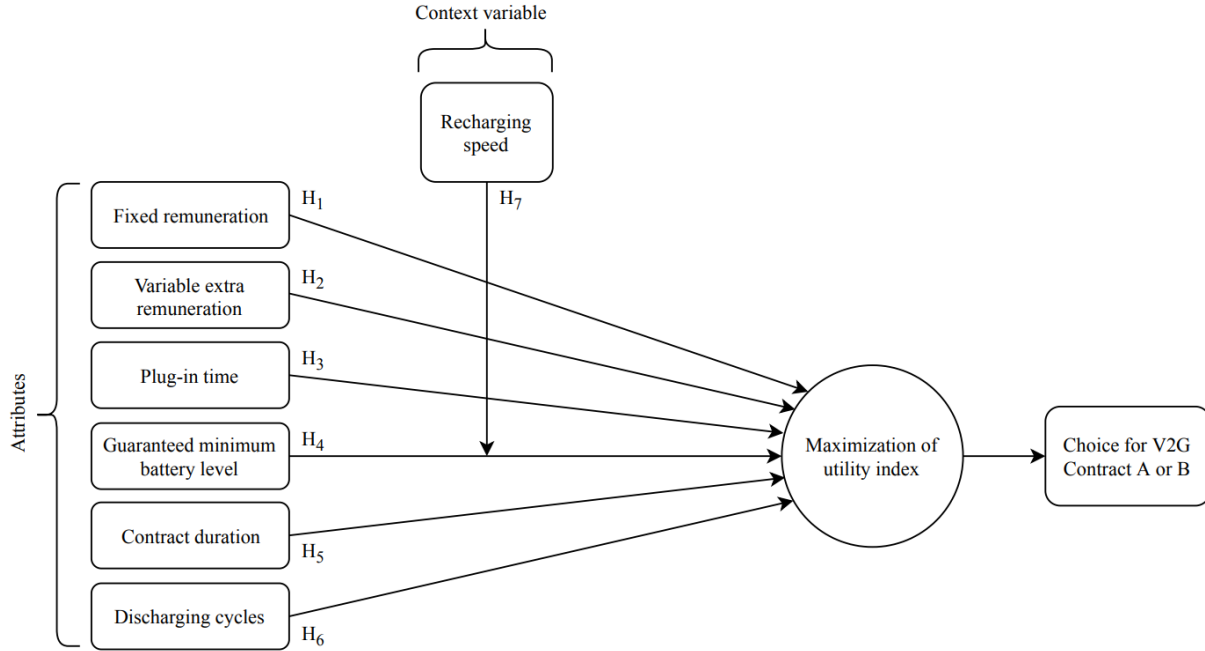 Context variable
Recharging
speed
H7
Attributes
Fixed remuneration
H1
Variable extra
remuneration
H2
Plug-in time
H3
Guaranteed minimum
battery level
H4
Contract duration
H5
Discharging cycles
H6
Maximization of
utility index
Choice for V2G
Contract A or B